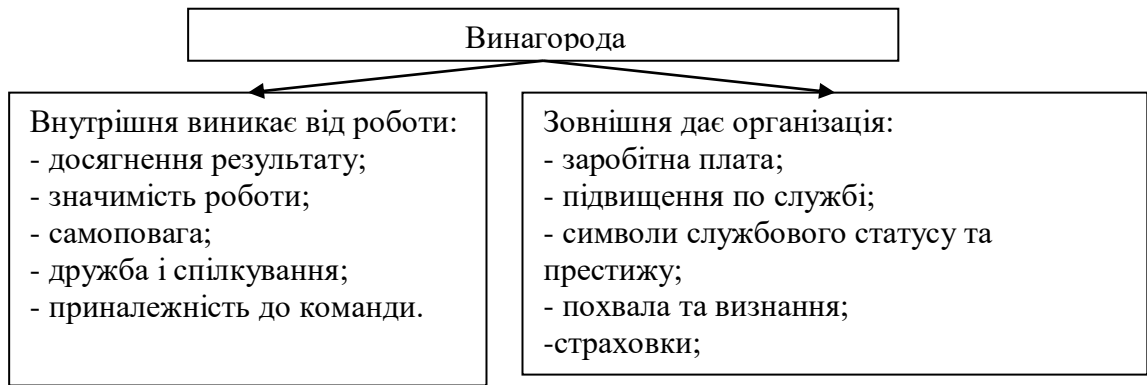 Винагорода
Внутрішня виникає від роботи:
- досягнення результату;
- значимість роботи;
- самоповага;
- дружба і спілкування;
- приналежність до команди.
Зовнішня дає організація:
- заробітна плата;
- підвищення по службі;
- символи службового статусу та
престижу;
- похвала та визнання;
-страховки;